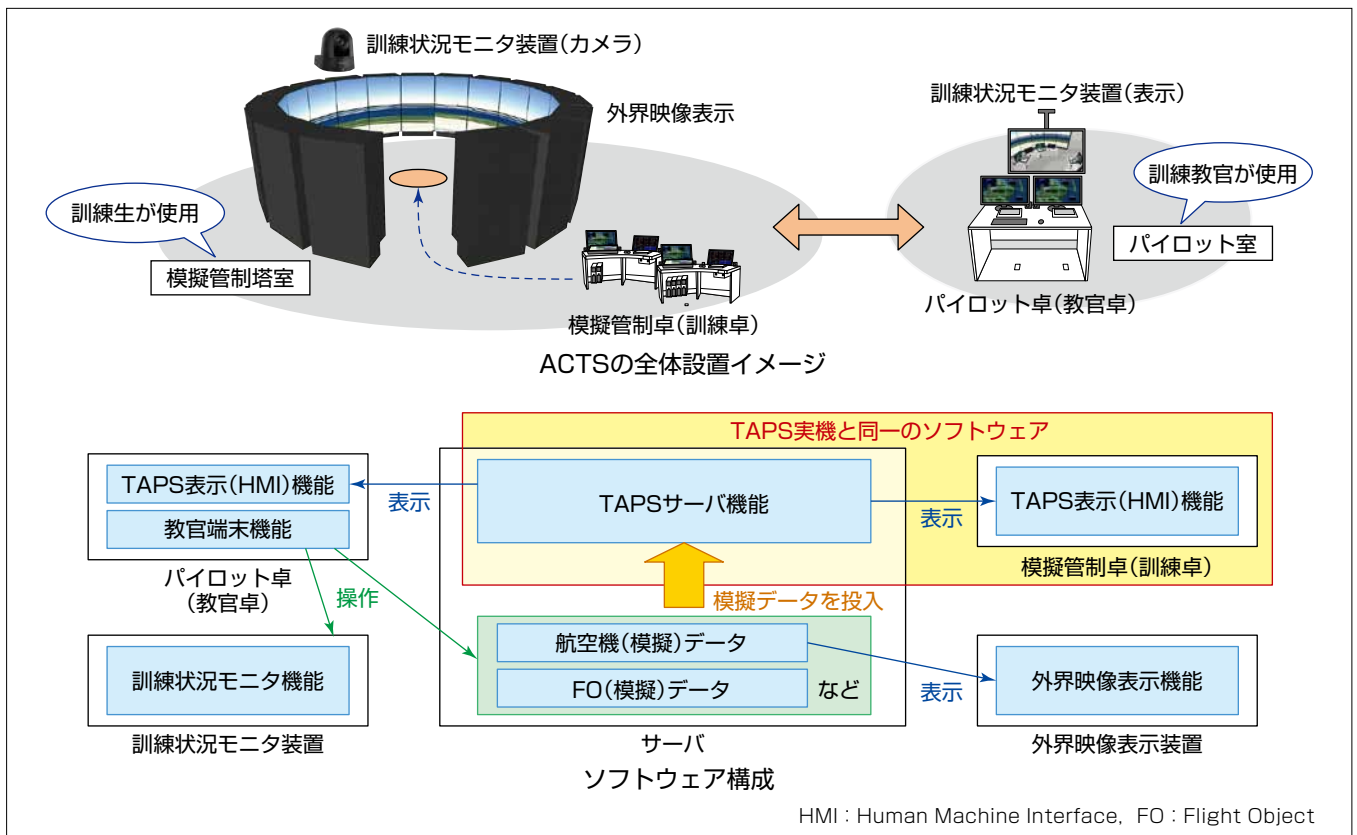 訓練状況モニタ装置(カメラ)
外界映像表示
訓練生が使用
模擬管制塔室
模擬管制卓(訓練卓)
訓練状況モニタ装置(表示)
訓練教官が使用
パイロット室
パイロット卓(教官卓)
ACTSの全体設置イメージ
TAPS実機と同一のソフトウェア
TAPS表示(HMI)機能
教官端末機能
パイロット卓
(教官卓)
表示
TAPSサーバ機能
表示
TAPS表示(HMI)機能
模擬管制卓(訓練卓)
操作
模擬データを投入
訓練状況モニタ機能
訓練状況モニタ装置
航空機(模擬)データ
FO(模擬)データ
など
サーバ
表示
外界映像表示機能
外界映像表示装置
ソフトウェア構成
HMI:Human Machine Interface, FO:Flight Object